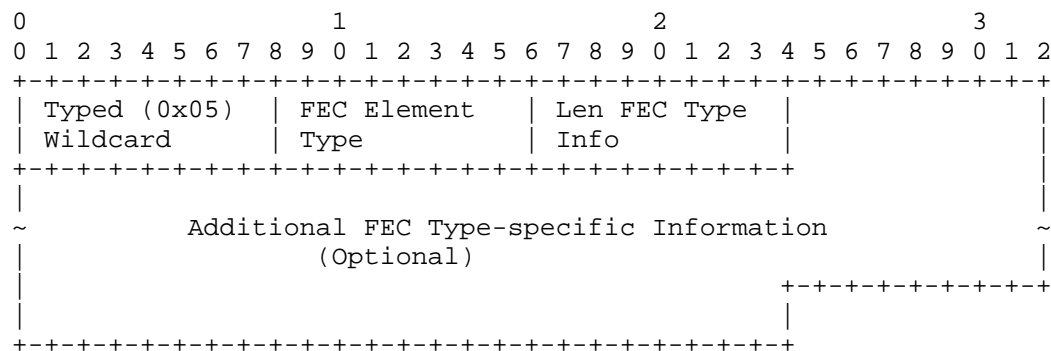 0                   1                   2                   3
0 1 2 3 4 5 6 7 8 9 0 1 2 3 4 5 6 7 8 9 0 1 2 3 4 5 6 7 8 9 0 1 2
+-+-+-+-+-+-+-+-+-+-+-+-+-+-+-+-+-+-+-+-+-+-+-+-+-+-+-+-+-+-+-+-+
| Typed (0x05)  | FEC Element   | Len FEC Type  |               |
| Wildcard      | Type          | Info          |               |
+-+-+-+-+-+-+-+-+-+-+-+-+-+-+-+-+-+-+-+-+-+-+-+-+               |
|                                                               |
~          Additional FEC Type-specific Information             ~
|                  (Optional)                                   |
|                                               +-+-+-+-+-+-+-+-+
|                                               |
+-+-+-+-+-+-+-+-+-+-+-+-+-+-+-+-+-+-+-+-+-+-+-+-+